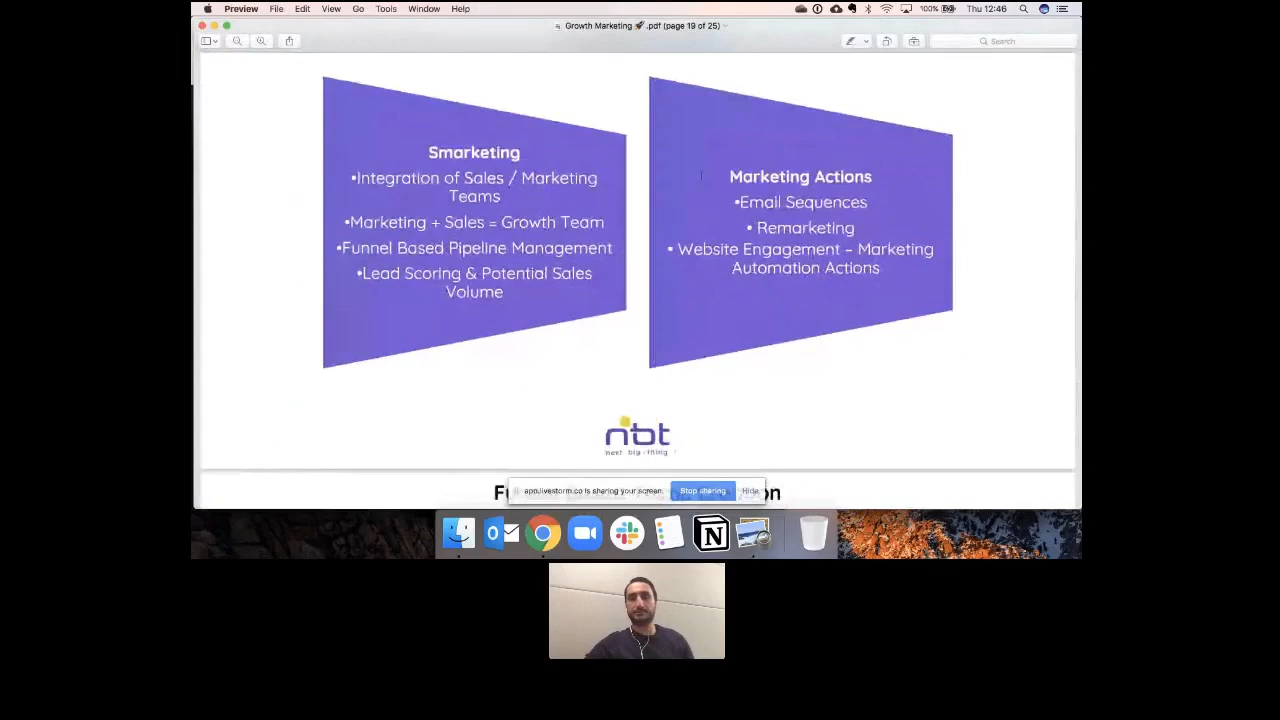 Preview File Edit View Go Tools Window Help 100% Thu 12:46
Growth Marketing 🚀.pdf (page 19 of 25)
Search
Smarketing
•Integration of Sales / Marketing
Teams
•Marketing + Sales = Growth Team
•Funnel Based Pipeline Management
•Lead Scoring & Potential Sales
Volume
Marketing Actions
•Email Sequences
• Remarketing
• Website Engagement – Marketing
Automation Actions
nbt
next big thing
app.livestorm.co is sharing your screen. Stop sharing Hide